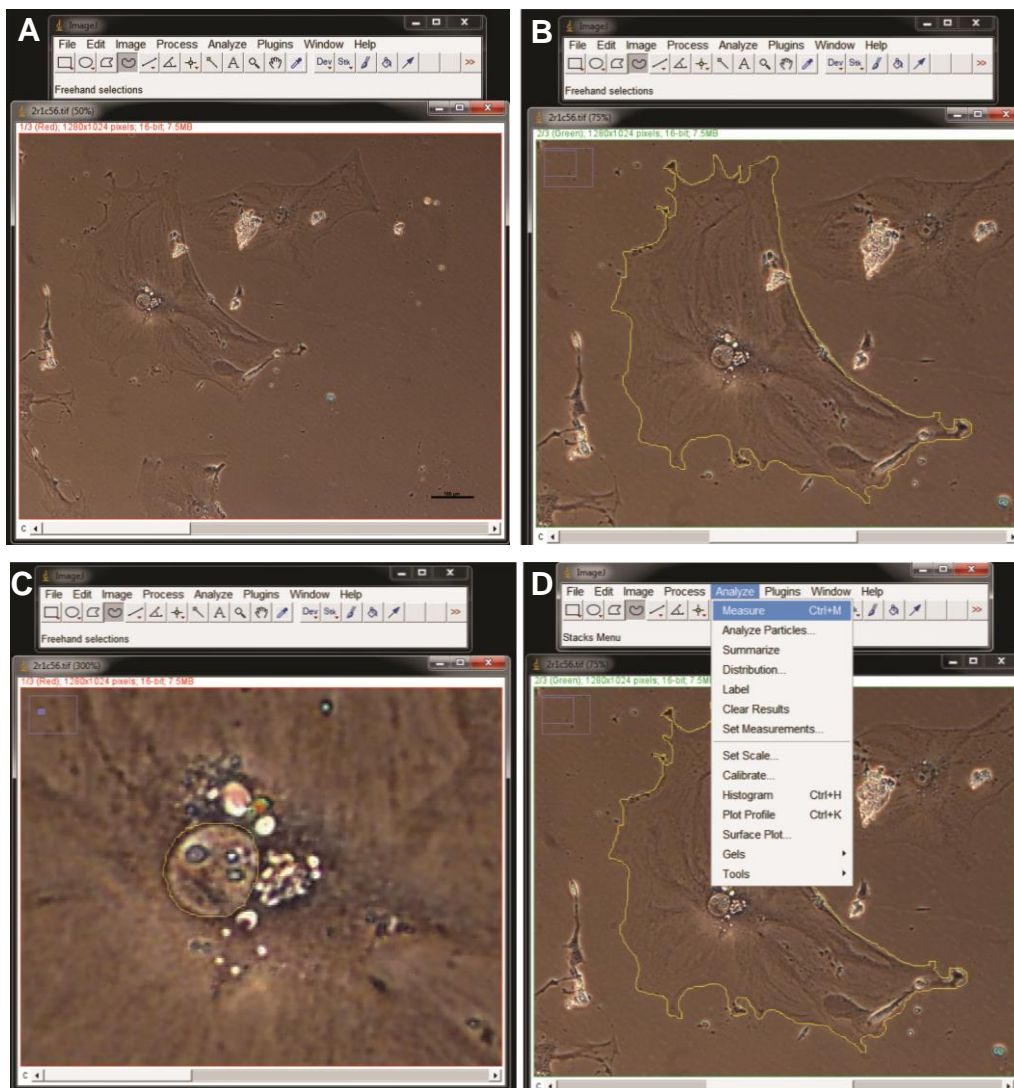 A
ImageJ
File Edit Image Process Analyze Plugins Window Help
A Dev Stk >>
Freehand selections
2r1c56.tif (50%)
1/3 (Red); 1280x1024 pixels; 16-bit; 7.5MB
C
B
ImageJ
File Edit Image Process Analyze Plugins Window Help
A Dev Stk >>
Freehand selections
2r1c56.tif (75%)
2/3 (Green); 1280x1024 pixels; 16-bit; 7.5MB
C
C
ImageJ
File Edit Image Process Analyze Plugins Window Help
A Dev Stk >>
Freehand selections
2r1c56.tif (300%)
1/3 (Red); 1280x1024 pixels; 16-bit; 7.5MB
C
D
ImageJ
File Edit Image Process Analyze Plugins Window Help
>>
Stacks Menu
2r1c56.tif (75%)
2/3 (Green); 1280x1024 pixels; 16-bit; 7.5M
Measure Ctrl+M
Analyze Particles...
Summarize
Distribution...
Label
Clear Results
Set Measurements...
Set Scale...
Calibrate...
Histogram Ctrl+H
Plot Profile Ctrl+K
Surface Plot...
Gels
Tools
C